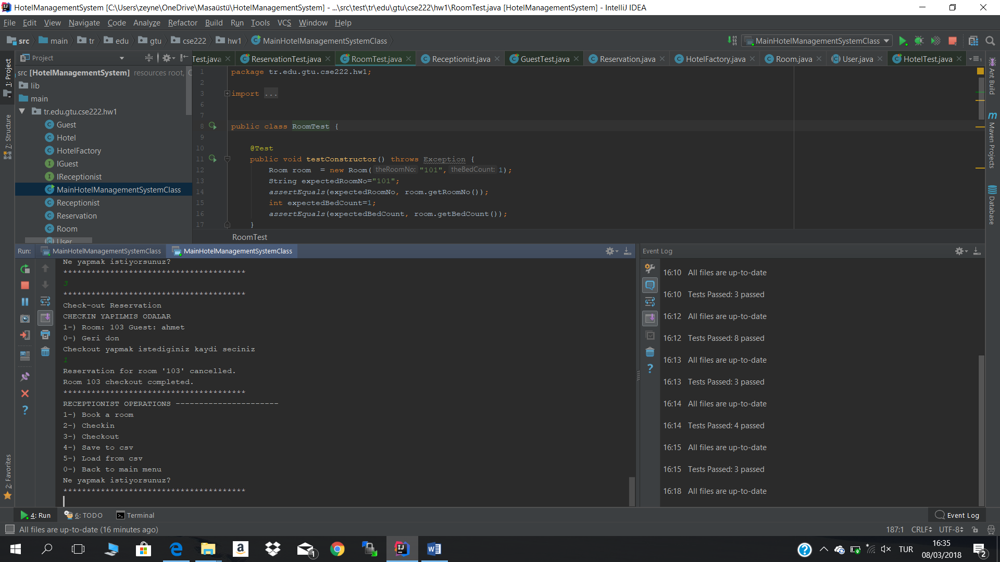 HotelManagementSystem [C:\Users\zeyne\OneDrive\Masaüstü\HotelManagementSystem] - ...\src\test\tr\edu\gtu\cse222\hw1\RoomTest.java [HotelManagementSystem] - IntelliJ IDEA
File Edit View Navigate Code Analyze Refactor Build Run Tools VCS Window Help
src main tr edu gtu cse222 hw1 MainHotelManagementSystemClass
MainHotelManagementSystemClass
Project
Test.java ReservationTest.java RoomTest.java Receptionist.java GuestTest.java Reservation.java HotelFactory.java Room.java User.java HotelTest.java
1: Project
7: Structure
2: Favorites
src [HotelManagementSystem] resources root,
lib
main
tr.edu.gtu.cse222.hw1
Guest
Hotel
HotelFactory
IGuest
IReceptionist
MainHotelManagementSystemClass
Receptionist
Reservation
Room
User
1 package tr.edu.gtu.cse222.hw1;
2
3 import ...
6
7
8 public class RoomTest {
9
10 @Test
11 public void testConstructor() throws Exception {
12 Room room  = new Room( theRoomNo: "101", theBedCount: 1);
13 String expectedRoomNo="101";
14 assertEquals(expectedRoomNo, room.getRoomNo());
15 int expectedBedCount=1;
16 assertEquals(expectedBedCount, room.getBedCount());
17 }
RoomTest
Ant Build
Maven Projects
Database
Run: MainHotelManagementSystemClass MainHotelManagementSystemClass
Ne yapmak istiyorsunuz?
***************************************
3
***************************************
Check-out Reservation
CHECKIN YAPILMIS ODALAR
1-) Room: 103 Guest: ahmet
0-) Geri don
Checkout yapmak istediginiz kaydi seciniz
1
Reservation for room '103' cancelled.
Room 103 checkout completed.
***************************************
RECEPTIONIST OPERATIONS ----------------------
1-) Book a room
2-) Checkin
3-) Checkout
4-) Save to csv
5-) Load from csv
0-) Back to main menu
Ne yapmak istiyorsunuz?
***************************************
Event Log
16:10 All files are up-to-date
16:10 Tests Passed: 3 passed
16:12 All files are up-to-date
16:12 Tests Passed: 8 passed
16:13 All files are up-to-date
16:13 Tests Passed: 3 passed
16:14 All files are up-to-date
16:14 Tests Passed: 4 passed
16:15 All files are up-to-date
16:15 Tests Passed: 3 passed
16:18 All files are up-to-date
4: Run 6: TODO Terminal Event Log
All files are up-to-date (16 minutes ago) 187:1 CRLF UTF-8
TUR
16:35
08/03/2018
1
2